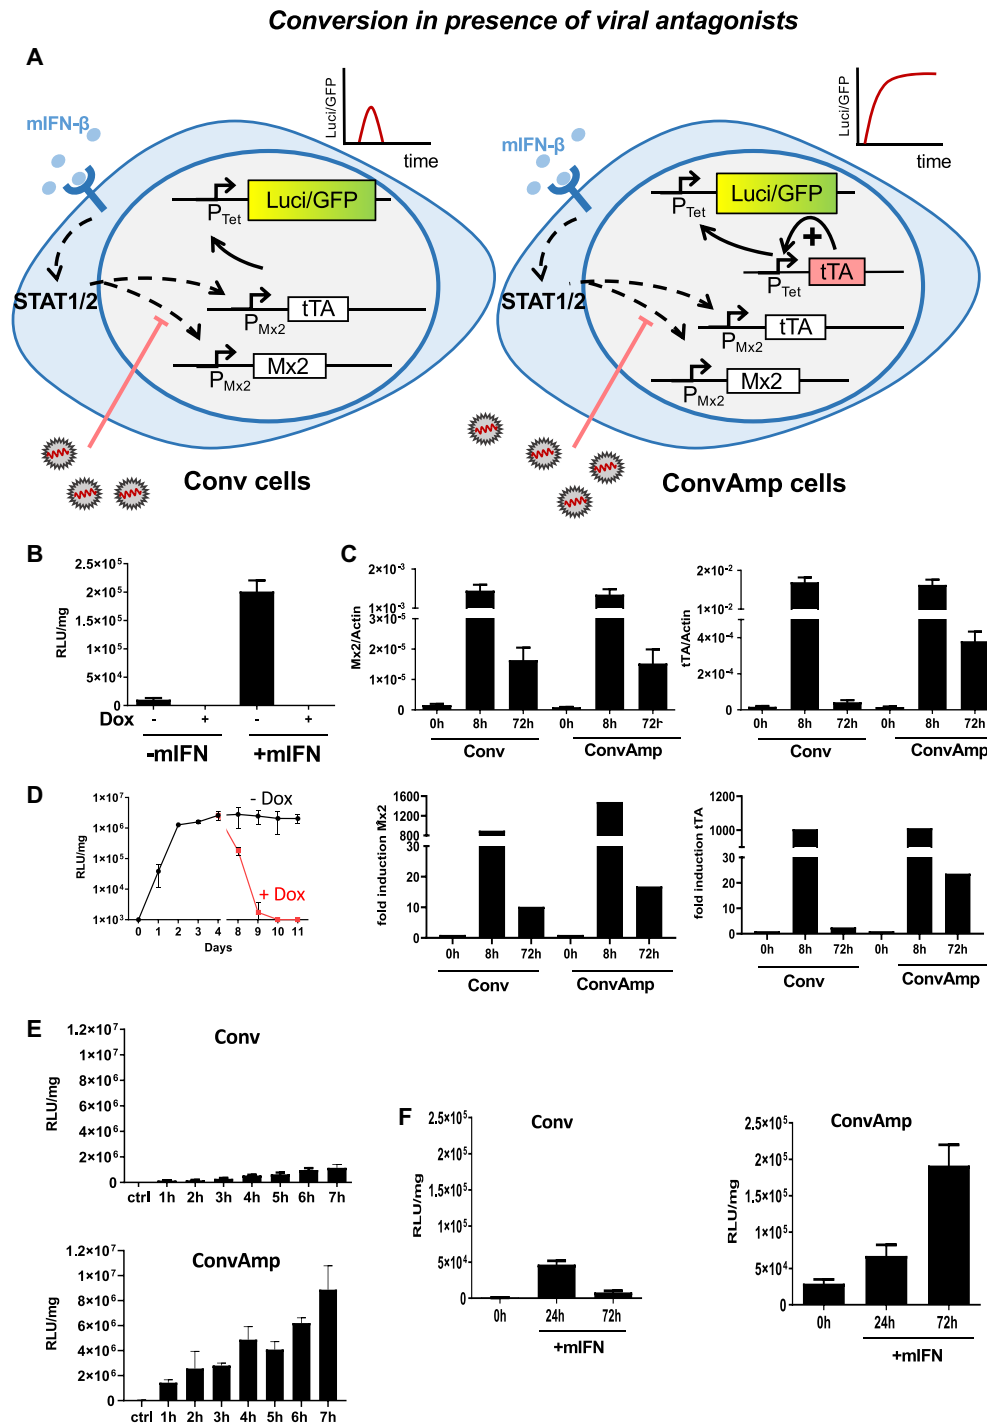 Conversion in presence of viral antagonists
A
mIFN-β
Luci/GFP
time
Luci/GFP
PTet
STAT1/2
tTA
PMx2
Mx2
PMx2
Conv cells
mIFN-β
Luci/GFP
time
Luci/GFP
PTet
+
tTA
PTet
STAT1/2
tTA
PMx2
Mx2
PMx2
ConvAmp cells
B
RLU/mg
2.5×10⁵
2×10⁵
1.5×10⁵
1×10⁵
5×10⁴
0
Dox - + - +
-mIFN +mIFN
C
Mx2/Actin
2×10⁻³
1×10⁻³
3×10⁻⁵
2×10⁻⁵
1×10⁻⁵
0
0h 8h 72h 0h 8h 72h
Conv ConvAmp
tTA/Actin
2×10⁻²
1×10⁻²
4×10⁻⁴
2×10⁻⁴
0
0h 8h 72h 0h 8h 72h
Conv ConvAmp
D
RLU/mg
1×10⁷
1×10⁶
1×10⁵
1×10⁴
1×10³
- Dox
+ Dox
0 1 2 3 4 8 9 10 11
Days
fold induction Mx2
1600
800
30
20
10
0
0h 8h 72h 0h 8h 72h
Conv ConvAmp
fold induction tTA
1200
1000
30
20
10
0
0h 8h 72h 0h 8h 72h
Conv ConvAmp
E
Conv
RLU/mg
1.2×10⁷
1×10⁷
8×10⁶
6×10⁶
4×10⁶
2×10⁶
0
ctrl 1h 2h 3h 4h 5h 6h 7h
ConvAmp
RLU/mg
1.2×10⁷
1×10⁷
8×10⁶
6×10⁶
4×10⁶
2×10⁶
0
ctrl 1h 2h 3h 4h 5h 6h 7h
F
Conv
RLU/mg
2.5×10⁵
2×10⁵
1.5×10⁵
1×10⁵
5×10⁴
0
0h 24h 72h
+mIFN
ConvAmp
RLU/mg
2.5×10⁵
2×10⁵
1.5×10⁵
1×10⁵
5×10⁴
0
0h 24h 72h
+mIFN